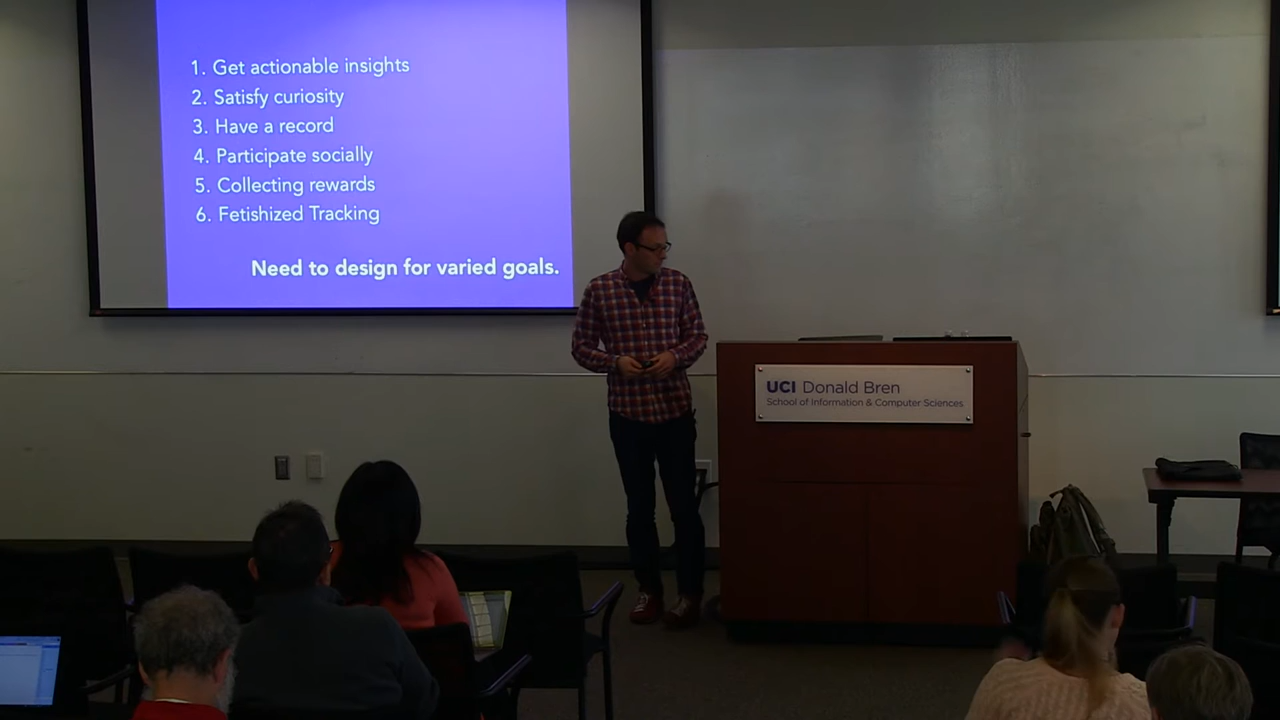 1. Get actionable insights
2. Satisfy curiosity
3. Have a record
4. Participate socially
5. Collecting rewards
6. Fetishized Tracking
Need to design for varied goals.
UCI Donald Bren
School of Information & Computer Sciences